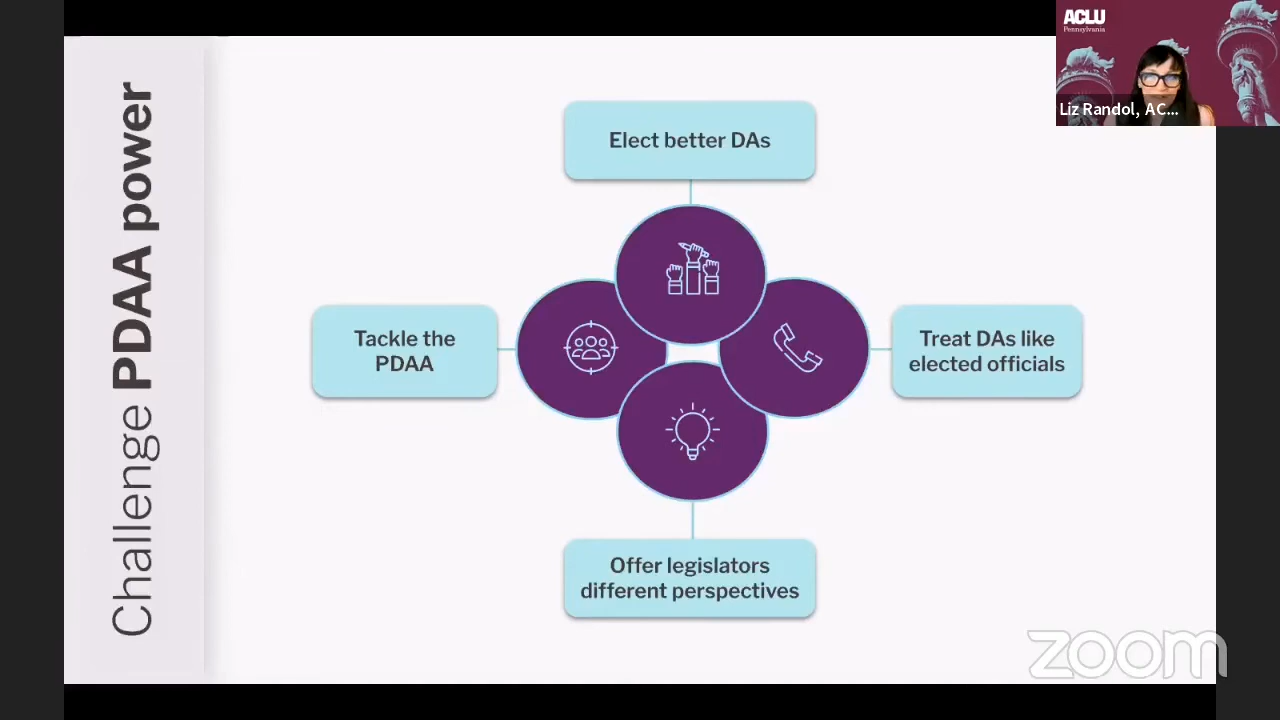 Challenge PDAA power
Elect better DAs
Tackle the
PDAA
Treat DAs like
elected officials
Offer legislators
different perspectives
ACLU
Pennsylvania
Liz Randol, AC...
zoom